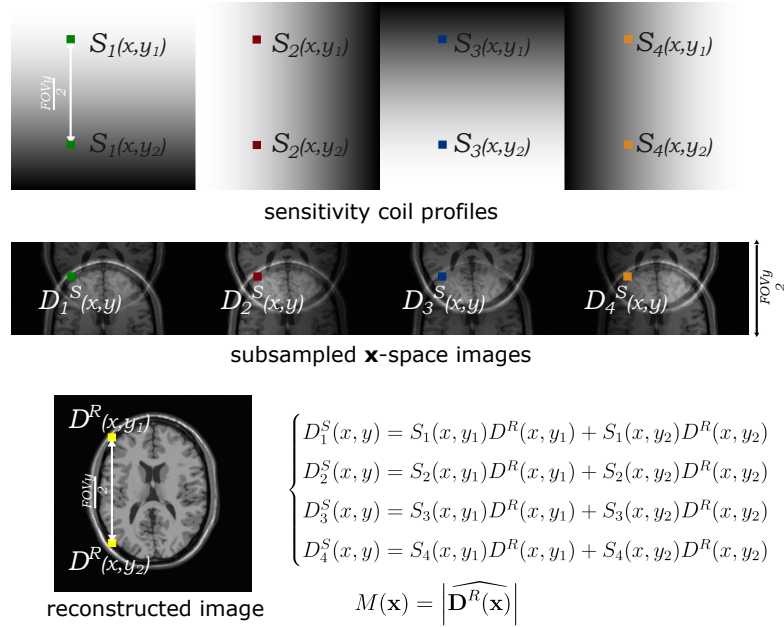 S₁(x,y₁) S₂(x,y₁) S₃(x,y₁) S₄(x,y₁)
FOVy/2
S₁(x,y₂) S₂(x,y₂) S₃(x,y₂) S₄(x,y₂)
sensitivity coil profiles
D₁ˢ(x,y) D₂ˢ(x,y) D₃ˢ(x,y) D₄ˢ(x,y)
FOVy/2
subsampled x-space images
Dᴿ(x,y₁)
FOVy/2
Dᴿ(x,y₂)
reconstructed image
D₁ˢ(x, y) = S₁(x, y₁)Dᴿ(x, y₁) + S₁(x, y₂)Dᴿ(x, y₂)
D₂ˢ(x, y) = S₂(x, y₁)Dᴿ(x, y₁) + S₂(x, y₂)Dᴿ(x, y₂)
D₃ˢ(x, y) = S₃(x, y₁)Dᴿ(x, y₁) + S₃(x, y₂)Dᴿ(x, y₂)
D₄ˢ(x, y) = S₄(x, y₁)Dᴿ(x, y₁) + S₄(x, y₂)Dᴿ(x, y₂)
M(x) = |\widehat{Dᴿ(x)}|